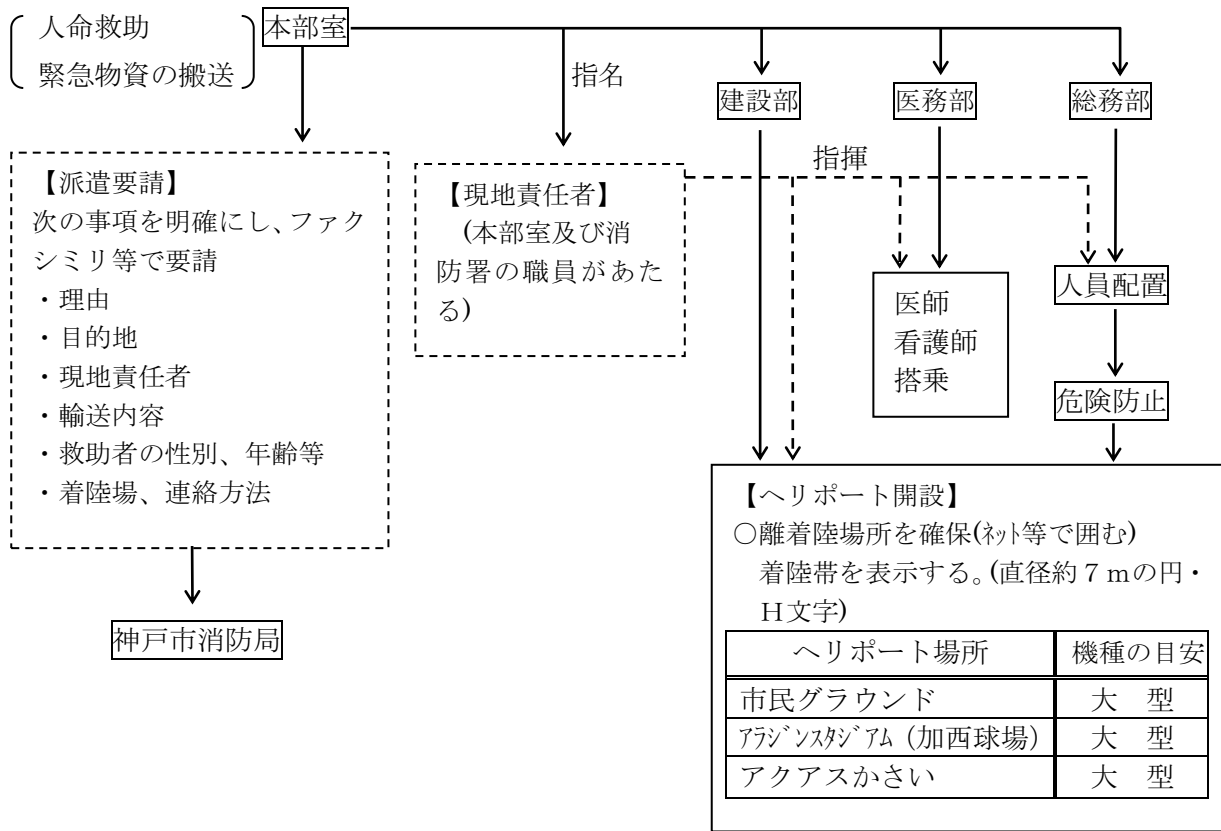 人命救助
緊急物資の搬送
本部室
指名
建設部
医務部
総務部
指揮
【派遣要請】
次の事項を明確にし、ファク
シミリ等で要請
・理由
・目的地
・現地責任者
・輸送内容
・救助者の性別、年齢等
・着陸場、連絡方法
【現地責任者】
(本部室及び消
防署の職員があた
る)
医師
看護師
搭乗
人員配置
危険防止
神戸市消防局
【ヘリポート開設】
○離着陸場所を確保(ﾈｯﾄ等で囲む)
着陸帯を表示する。(直径約7mの円・
H文字)
ヘリポート場所 機種の目安
市民グラウンド 大 型
ｱﾗｼﾞﾝｽﾀｼﾞｱﾑ (加西球場) 大 型
アクアスかさい 大 型